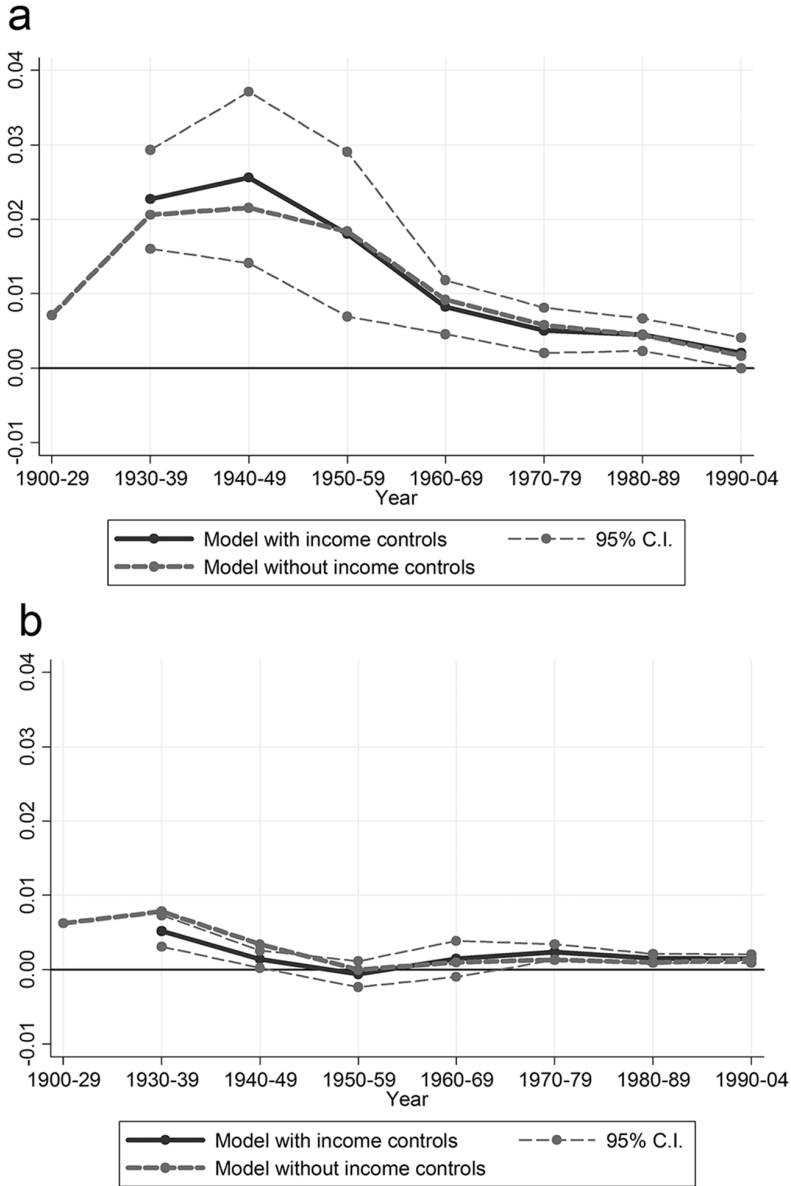 a
0.04
0.03
0.02
0.01
0.00
-0.01
1900-29 1930-39 1940-49 1950-59 1960-69 1970-79 1980-89 1990-04
Year
Model with income controls 95% C.I.
Model without income controls
b
0.04
0.03
0.02
0.01
0.00
-0.01
1900-29 1930-39 1940-49 1950-59 1960-69 1970-79 1980-89 1990-04
Year
Model with income controls 95% C.I.
Model without income controls